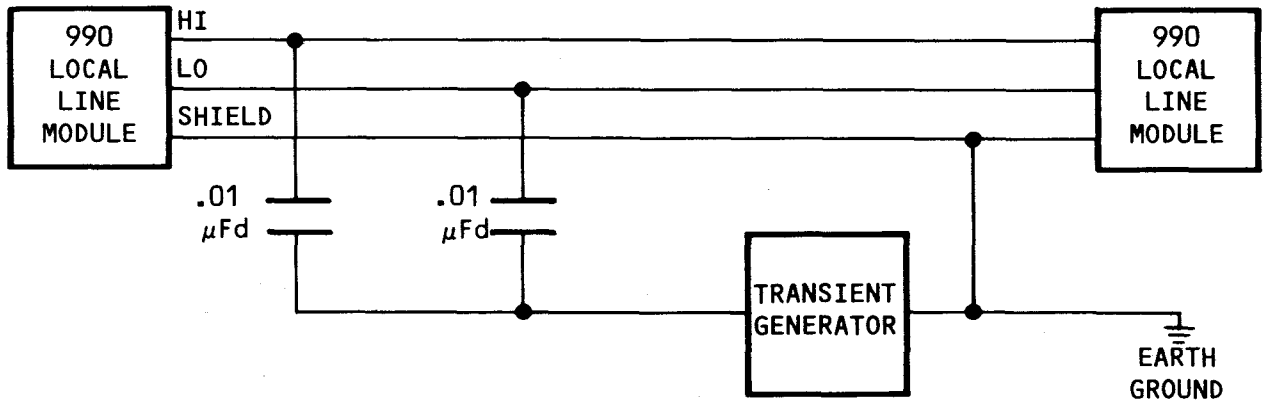 990
LOCAL
LINE
MODULE
HI
LO
SHIELD
990
LOCAL
LINE
MODULE
.01
μFd
.01
μFd
TRANSIENT
GENERATOR
EARTH
GROUND